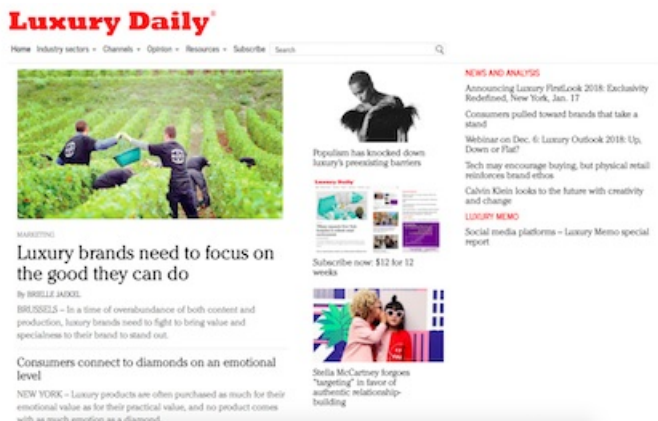 Luxury Daily®
Home Industry sectors Channels Opinion Resources Subscribe Search
MARKETING
Luxury brands need to focus on
the good they can do
By BRIELLE JAEKEL
BRUSSELS – In a time of overabundance of both content and
production, luxury brands need to fight to bring value and
specialness to their brand to stand out.
Consumers connect to diamonds on an emotional
level
NEW YORK – Luxury products are often purchased as much for their
emotional value as for their practical value, and no product comes
with as much emotion as a diamond.
Populism has knocked down
luxury's preexisting barriers
Luxury Daily
Subscribe now: $12 for 12
weeks
Stella McCartney forgoes
"targeting" in favor of
authentic relationship-
building
NEWS AND ANALYSIS
Announcing Luxury FirstLook 2018: Exclusivity
Redefined, New York, Jan. 17
Consumers pulled toward brands that take a
stand
Webinar on Dec. 6: Luxury Outlook 2018: Up,
Down or Flat?
Tech may encourage buying, but physical retail
reinforces brand ethos
Calvin Klein looks to the future with creativity
and change
LUXURY MEMO
Social media platforms – Luxury Memo special
report